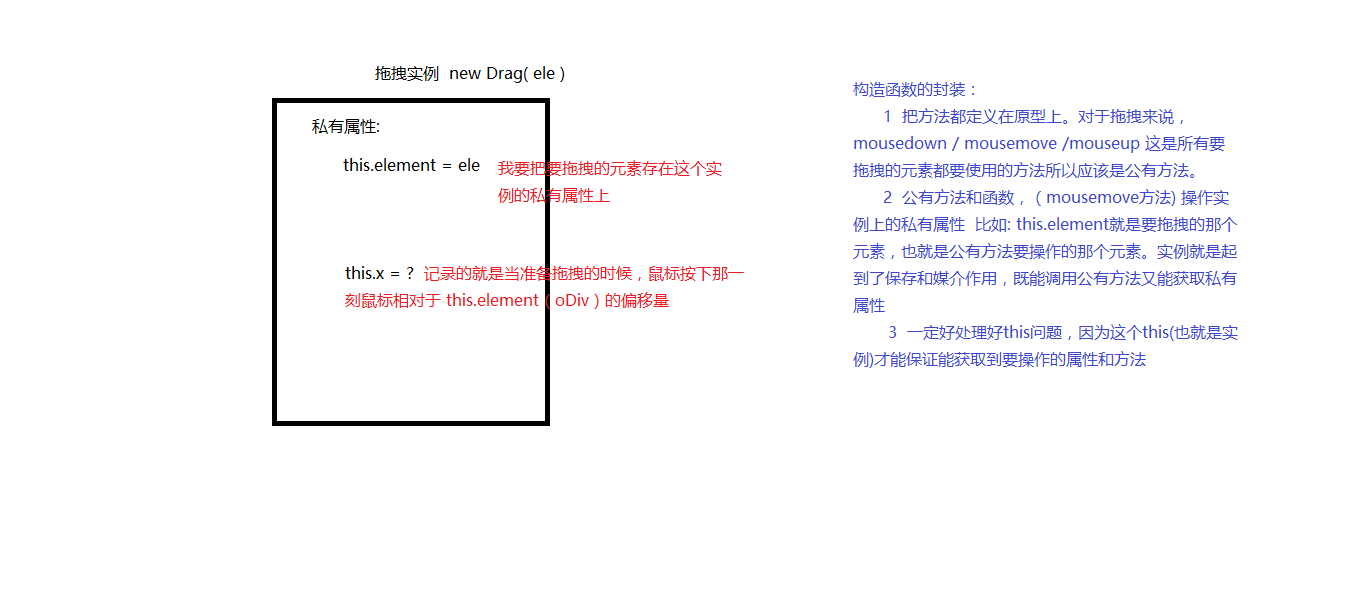 拖拽实例  new Drag( ele )
私有属性:
this.element = ele
我要把要拖拽的元素存在这个实
例的私有属性上
this.x = ?  记录的就是当准备拖拽的时候，鼠标按下那一
刻鼠标相对于 this.element（oDiv）的偏移量
构造函数的封装：
1  把方法都定义在原型上。对于拖拽来说，
mousedown / mousemove /mouseup 这是所有要
拖拽的元素都要使用的方法所以应该是公有方法。
2  公有方法和函数，（ mousemove方法) 操作实
例上的私有属性  比如: this.element就是要拖拽的那个
元素，也就是公有方法要操作的那个元素。实例就是起
到了保存和媒介作用，既能调用公有方法又能获取私有
属性
3  一定好处理好this问题，因为这个this(也就是实
例)才能保证能获取到要操作的属性和方法